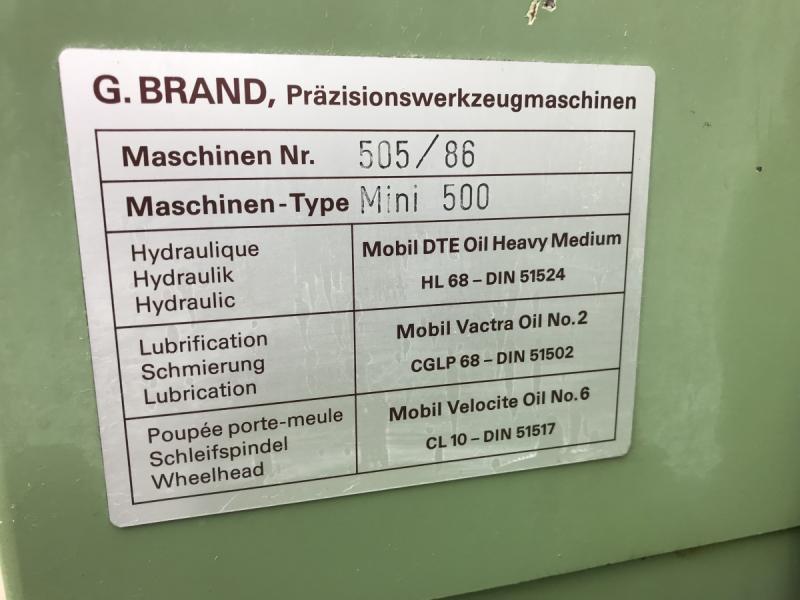 G. BRAND, Präzisionswerkzeugmaschinen
Maschinen Nr. 505/86
Maschinen-Type Mini 500
Hydraulique
Hydraulik
Hydraulic
Mobil DTE Oil Heavy Medium
HL 68 – DIN 51524
Lubrification
Schmierung
Lubrication
Mobil Vactra Oil No. 2
CGLP 68 – DIN 51502
Poupée porte-meule
Schleifspindel
Wheelhead
Mobil Velocite Oil No. 6
CL 10 – DIN 51517